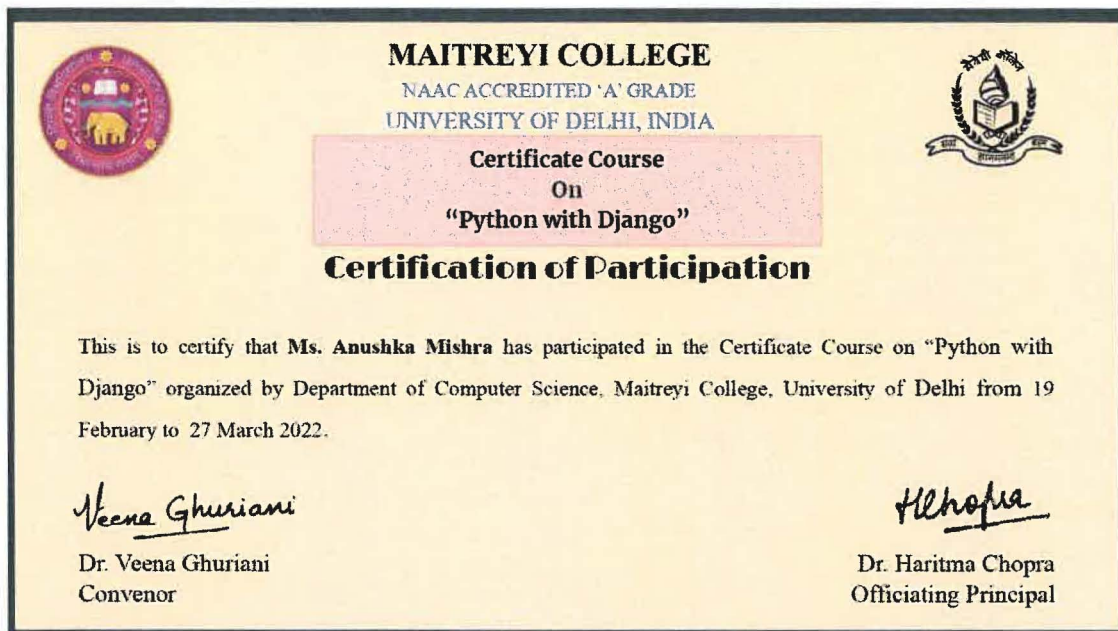 MAITREYI COLLEGE
NAAC ACCREDITED ‘A’ GRADE
UNIVERSITY OF DELHI, INDIA
मैत्रेयी कॉलेज
Certificate Course
On
“Python with Django”
Certification of Participation
This is to certify that Ms. Anushka Mishra has participated in the Certificate Course on “Python with
Django” organized by Department of Computer Science, Maitreyi College, University of Delhi from 19
February to 27 March 2022.
Veena Ghuriani
HChopra
Dr. Veena Ghuriani
Dr. Haritma Chopra
Convenor
Officiating Principal